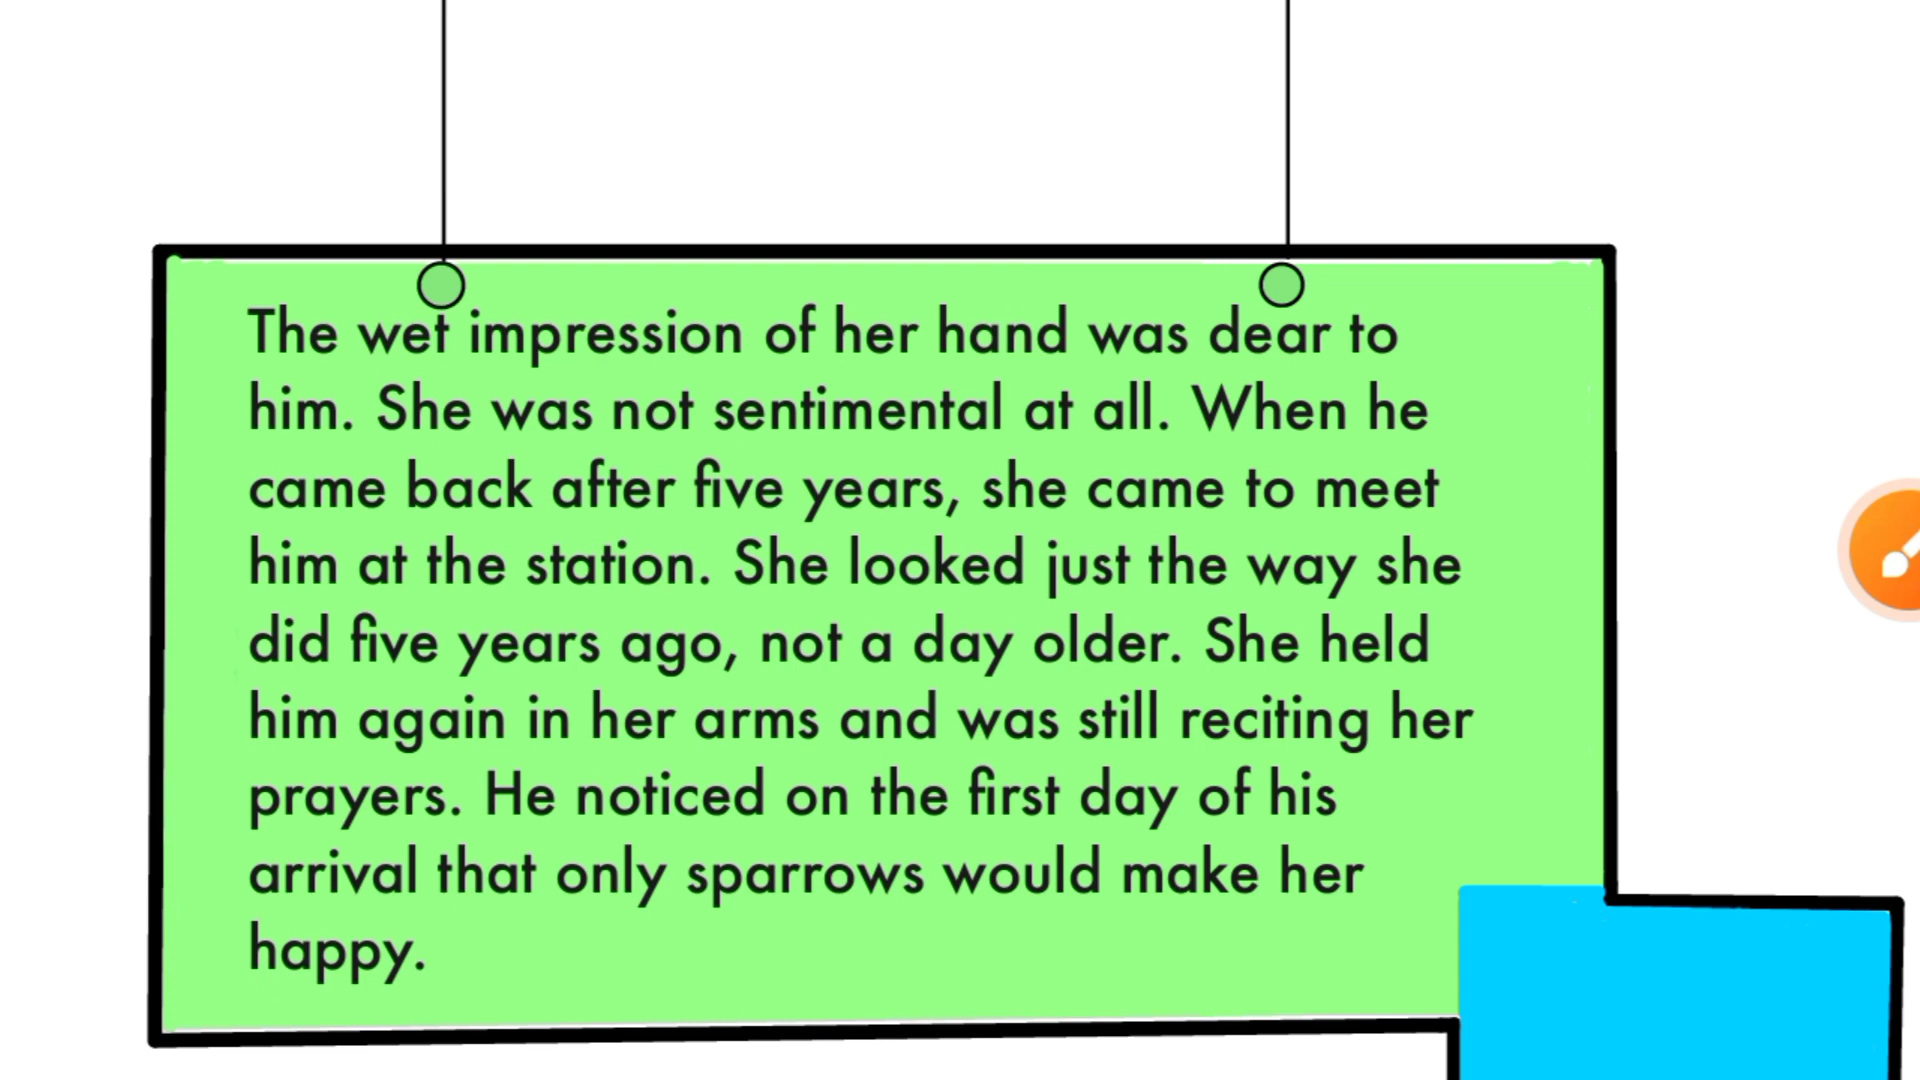 The wet impression of her hand was dear to
him. She was not sentimental at all. When he
came back after five years, she came to meet
him at the station. She looked just the way she
did five years ago, not a day older. She held
him again in her arms and was still reciting her
prayers. He noticed on the first day of his
arrival that only sparrows would make her
happy.